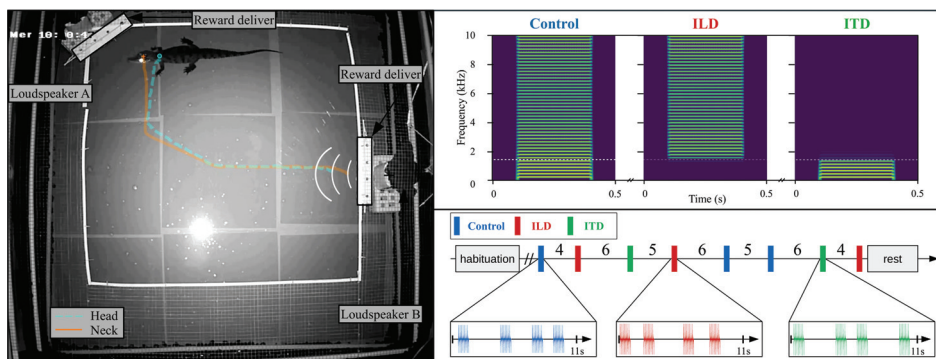 Mer 10: 0:4
Reward deliver
Reward deliver
Loudspeaker A
Loudspeaker B
Head
Neck
Control
ILD
ITD
Frequency (kHz)
10
8
6
4
2
0
0
0.5
0
0.5
0
0.5
Time (s)
Control
ILD
ITD
habituation
4
6
5
6
5
6
4
rest
11s
11s
11s